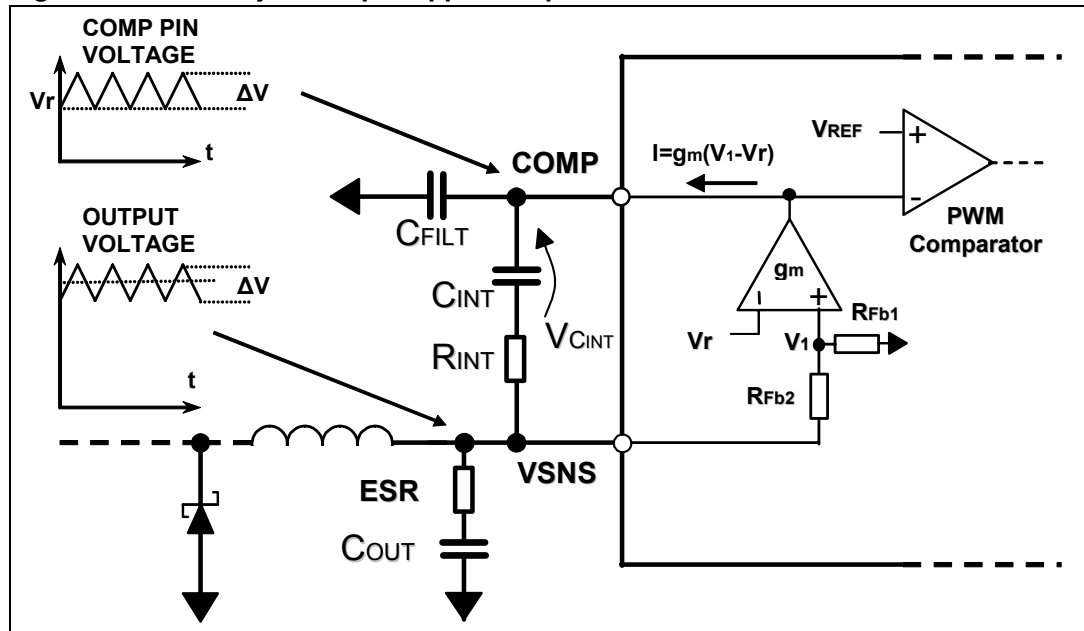 COMP PIN
VOLTAGE
Vr
ΔV
t
OUTPUT
VOLTAGE
ΔV
t
COMP
CFILT
CINT
VCINT
RINT
VSNS
ESR
COUT
I=gm(V1-Vr)
VREF
+
-
PWM
Comparator
gm
-
+
Vr
V1
RFb1
RFb2